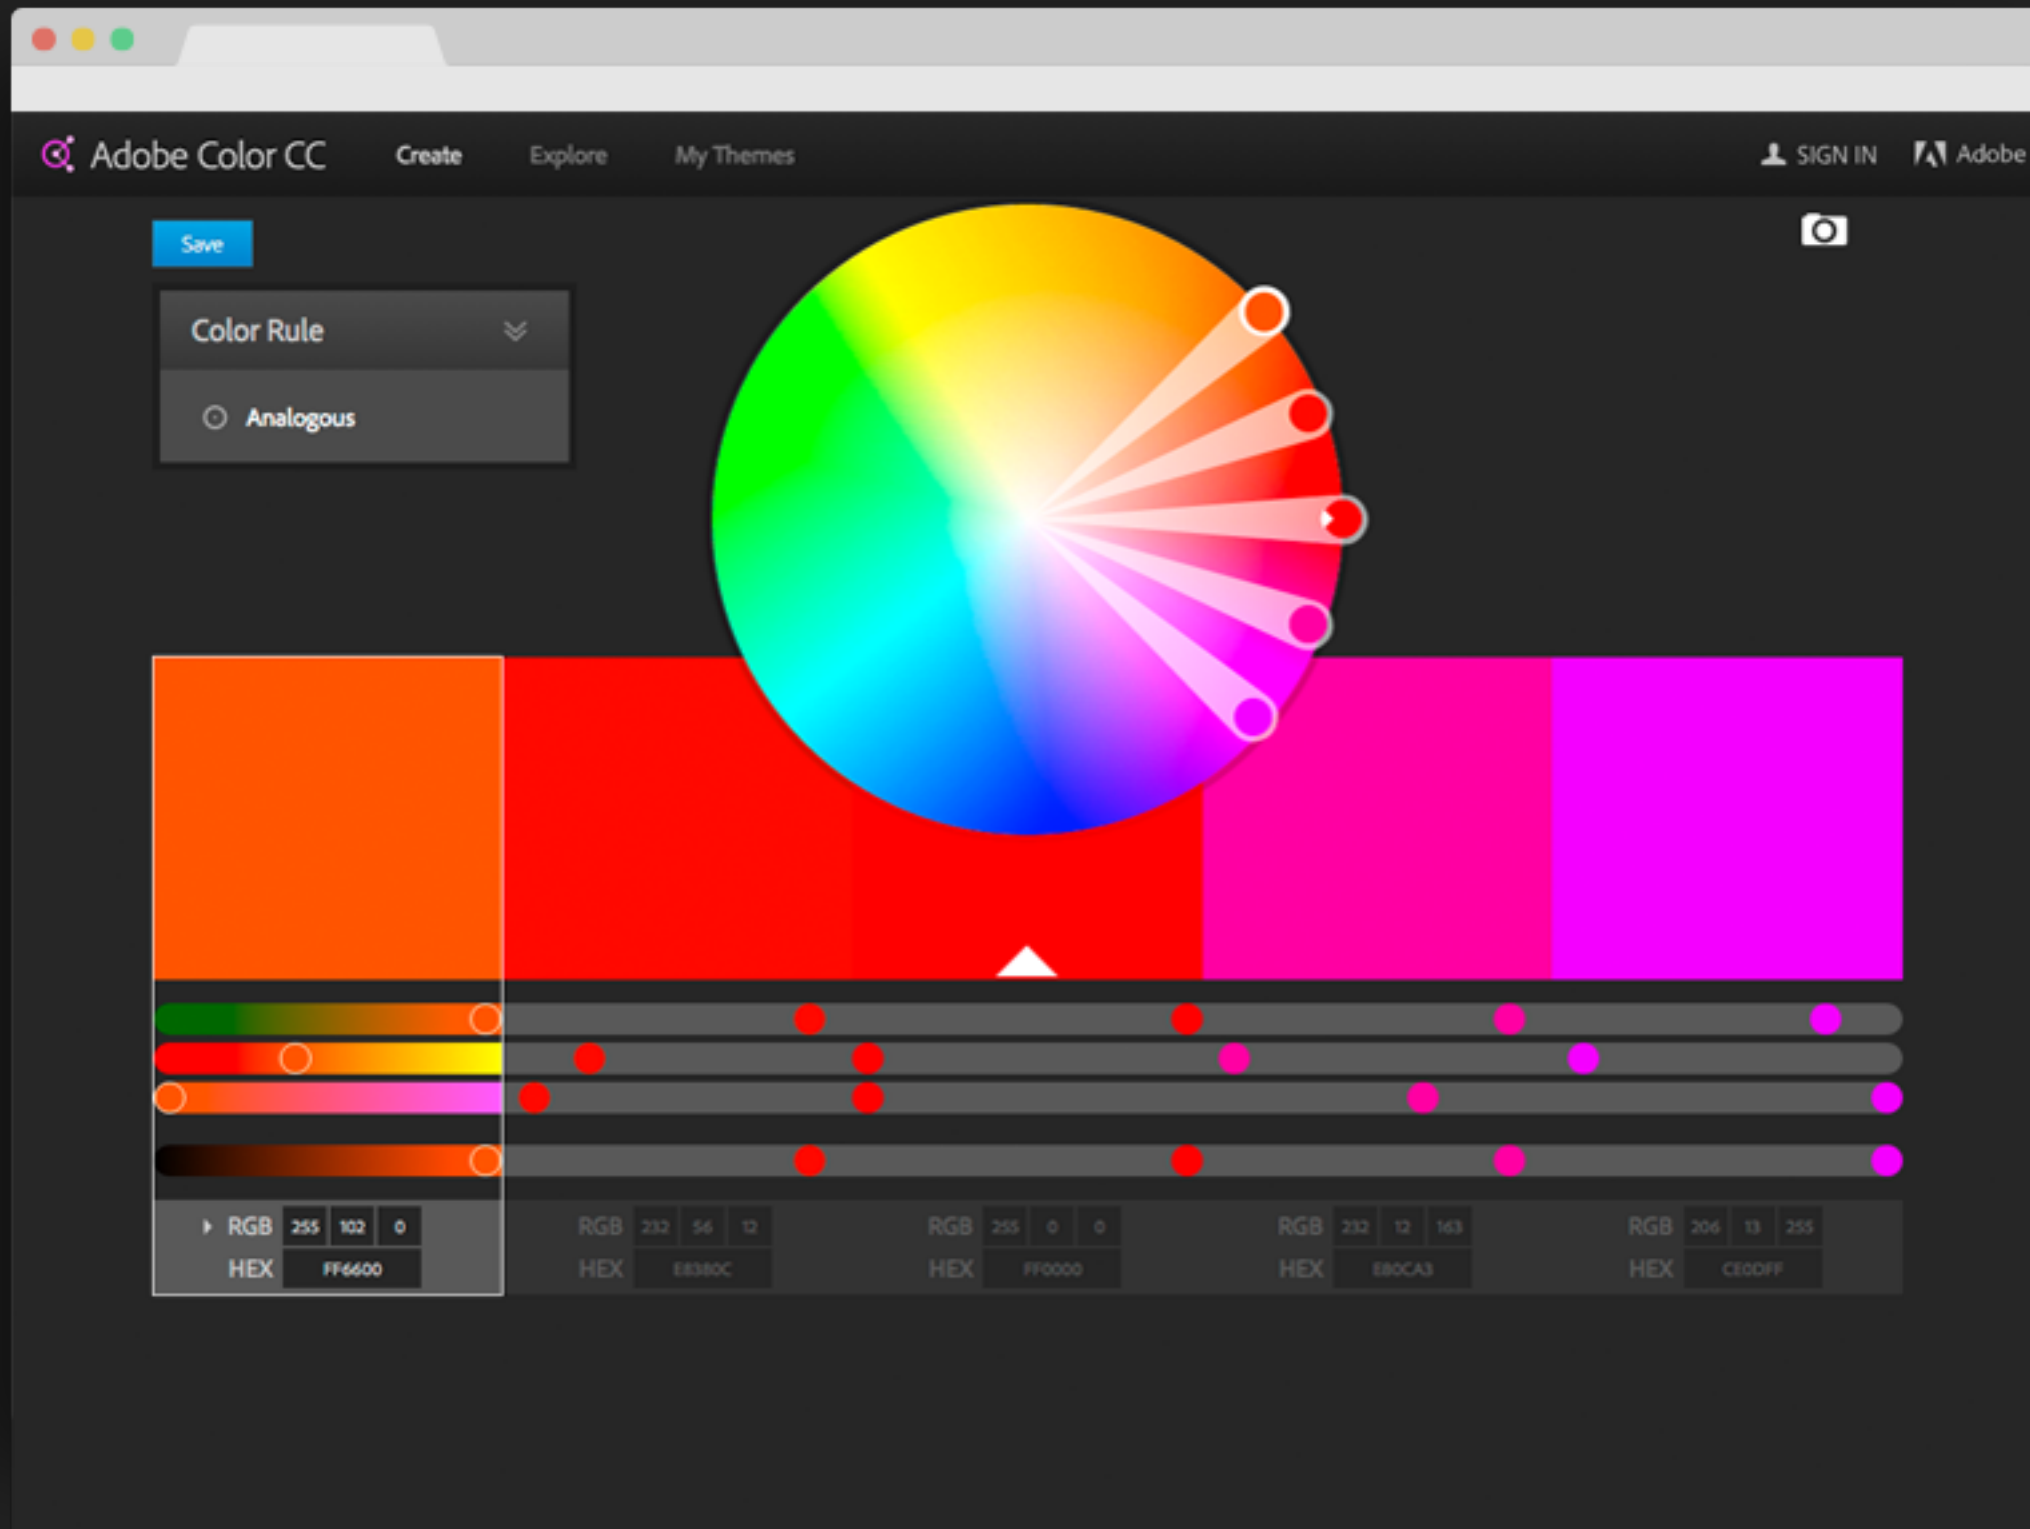 Adobe Color CC Create Explore My Themes SIGN IN Adobe
Save
Color Rule
Analogous
RGB 255 102 0 RGB 232 56 12 RGB 255 0 0 RGB 232 12 163 RGB 206 13 255
HEX FF6600 HEX E8380C HEX FF0000 HEX E80CA3 HEX CE0DFF